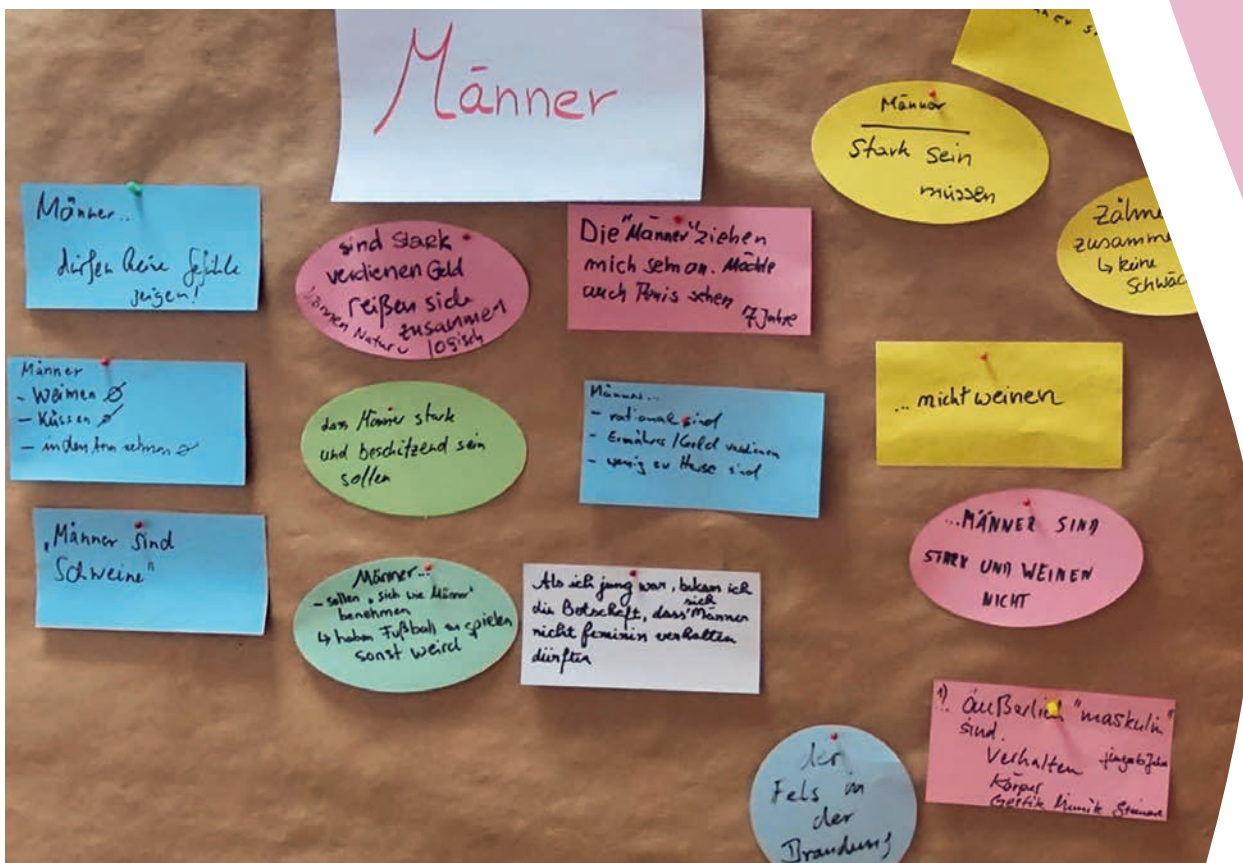 Männer
Männer
Stark sein
müssen
Zähne
zusamme
↳ keine
Schwäc
Männer...
dürfen keine Gefühle
zeigen!
sind stark
verdienen Geld
reißen sich
zusammen
können Natur u logisch
Die "Männer" ziehen
mich sem an. Möchte
auch Penis sehen
7 Jahre
Männer
- Weimen ∅
- Küssen ∅
- in den Arm nehmen ∅
dass Männer stark
und beschützend sein
sollen
Männer...
- rational sind
- Ernährer / Geld verdienen
- wenig zu Hause sind
... nicht weinen
„Männer sind
Schweine"
Männer...
- sollen „sich wie Männer"
benehmen
↳ haben Fußball zu spielen
sonst weird
Als ich jung war, bekam ich
die Botschaft, dass sich Männer
nicht feminin verhalten
dürften
...MÄNNER SIND
STARK UND WEINEN
NICHT
1). äußerlich "maskulin"
sind.
Verhalten
Körper
Gestik Mimik Stimme
der
Fels in
der
Brandung